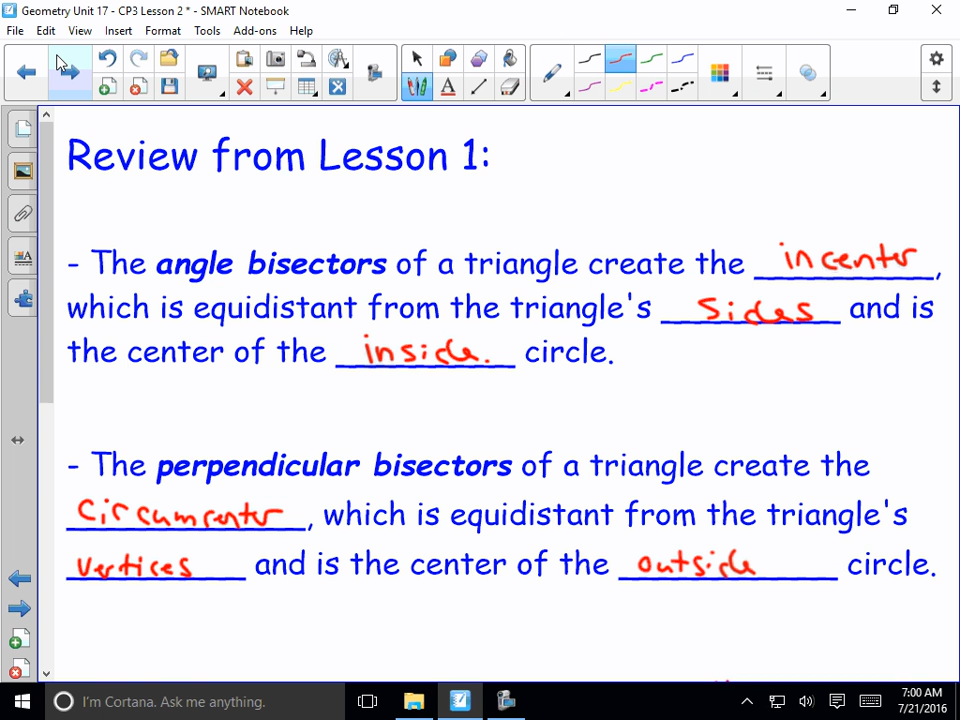 Geometry Unit 17 - CP3 Lesson 2 * - SMART Notebook
File Edit View Insert Format Tools Add-ons Help
Review from Lesson 1:
- The angle bisectors of a triangle create the incenter,
which is equidistant from the triangle's sides and is
the center of the inside. circle.
- The perpendicular bisectors of a triangle create the
circumcenter, which is equidistant from the triangle's
vertices and is the center of the outside circle.
I'm Cortana. Ask me anything.
7:00 AM
7/21/2016